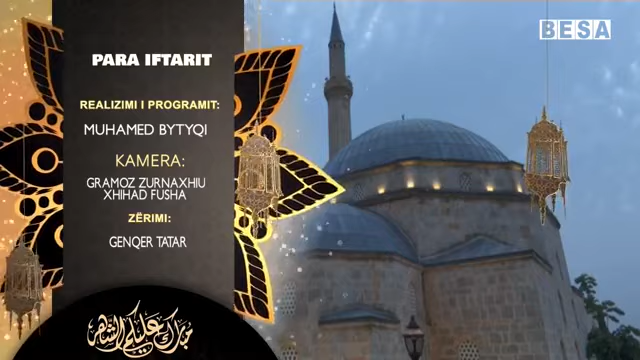 BESA
PARA IFTARIT
REALIZIMI I PROGRAMIT:
MUHAMED BYTYQI
KAMERA:
GRAMOZ ZURNAXHIU
XHIHAD FUSHA
ZËRIMI:
GENQER TATAR
مبارك عليكم الشهر